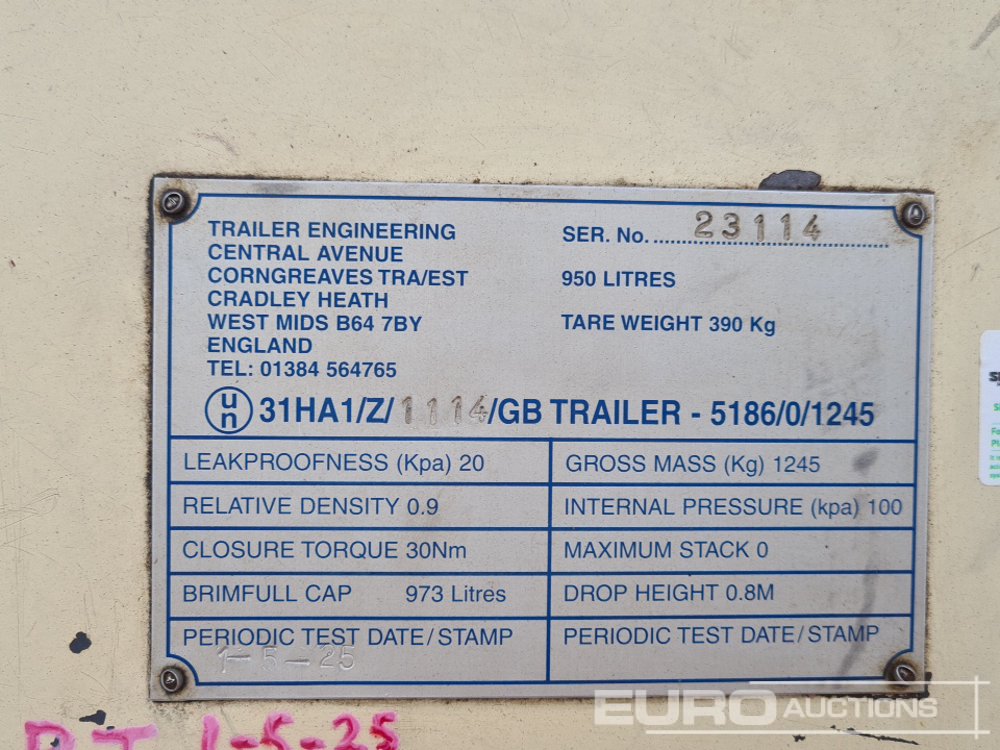 TRAILER ENGINEERING
CENTRAL AVENUE
CORNGREAVES TRA/EST
CRADLEY HEATH
WEST MIDS B64 7BY
ENGLAND
TEL: 01384 564765
SER. No. 23114
950 LITRES
TARE WEIGHT 390 Kg
un 31HA1/Z/1114/GB TRAILER - 5186/0/1245
LEAKPROOFNESS (Kpa) 20
GROSS MASS (Kg) 1245
RELATIVE DENSITY 0.9
INTERNAL PRESSURE (kpa) 100
CLOSURE TORQUE 30Nm
MAXIMUM STACK 0
BRIMFULL CAP 973 Litres
DROP HEIGHT 0.8M
PERIODIC TEST DATE/STAMP
1-5-25
PERIODIC TEST DATE/STAMP
1-5-25
EURO AUCTIONS